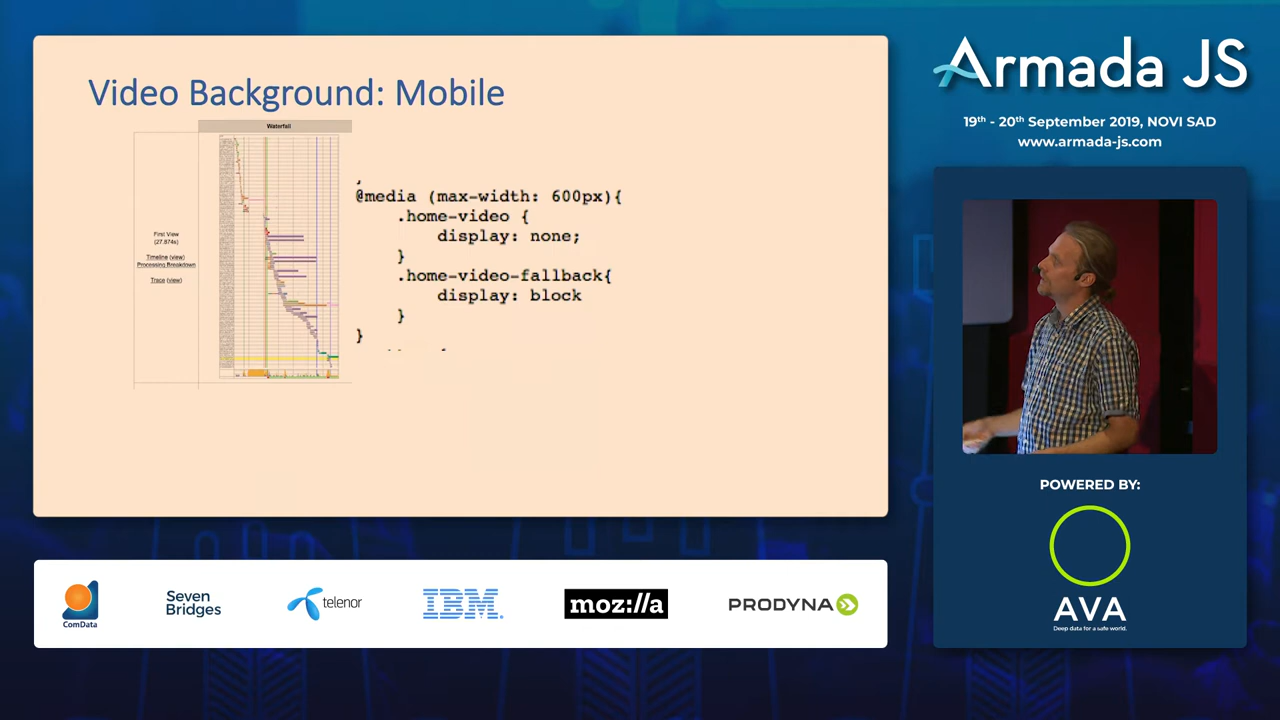 Video Background: Mobile
Waterfall
First View
(27.874s)
Timeline (view)
Processing Breakdown
Trace (view)
@media (max-width: 600px){
.home-video {
display: none;
}
.home-video-fallback{
display: block
}
}
Armada JS
19th - 20th September 2019, NOVI SAD
www.armada-js.com
POWERED BY:
AVA
Deep data for a safe world.
ComData
Seven
Bridges
telenor
IBM
moz://a
PRODYNA